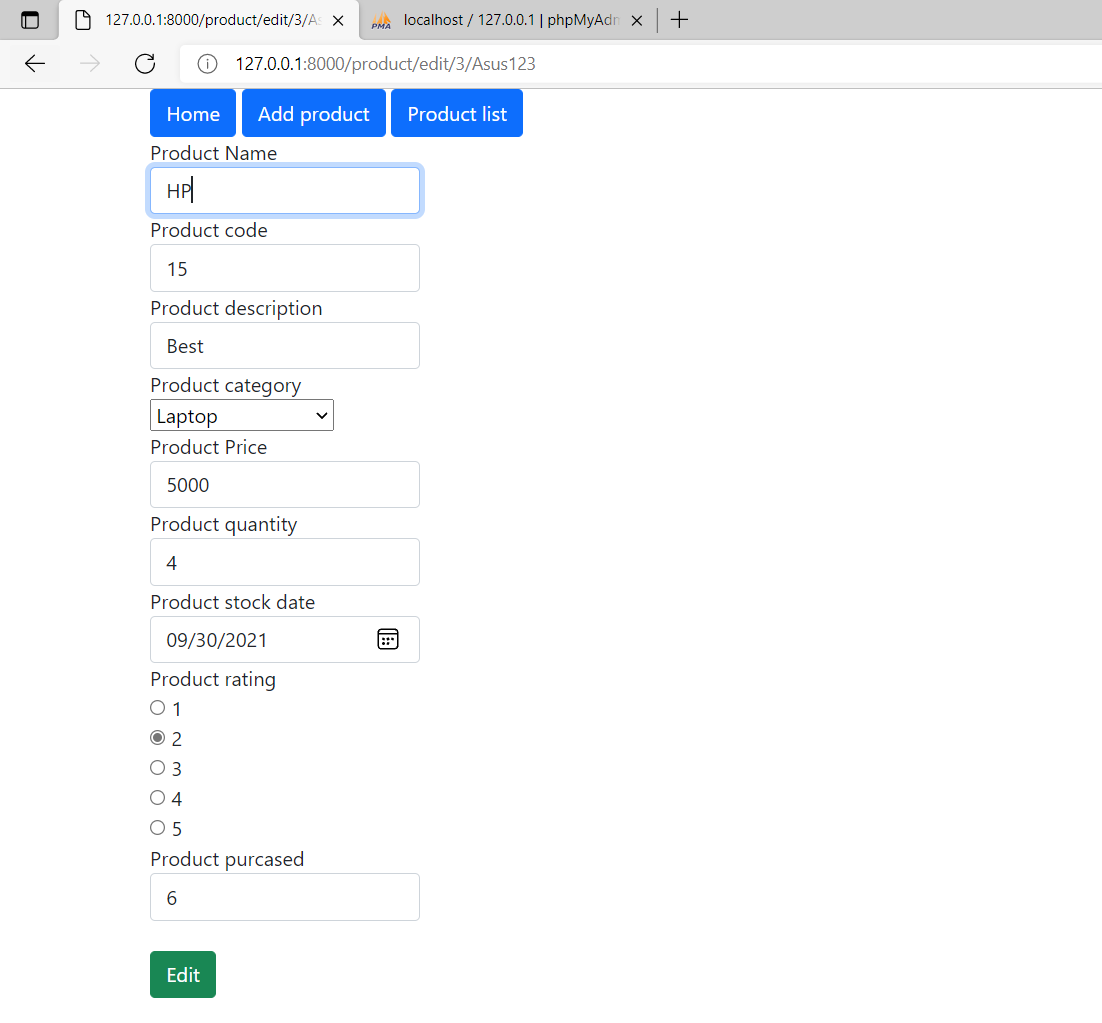 127.0.0.1:8000/product/edit/3/As
PMA localhost / 127.0.0.1 | phpMyAdm
127.0.0.1:8000/product/edit/3/Asus123
Home Add product Product list
Product Name
HP
Product code
15
Product description
Best
Product category
Laptop
Product Price
5000
Product quantity
4
Product stock date
09/30/2021
Product rating
1
2
3
4
5
Product purcased
6
Edit